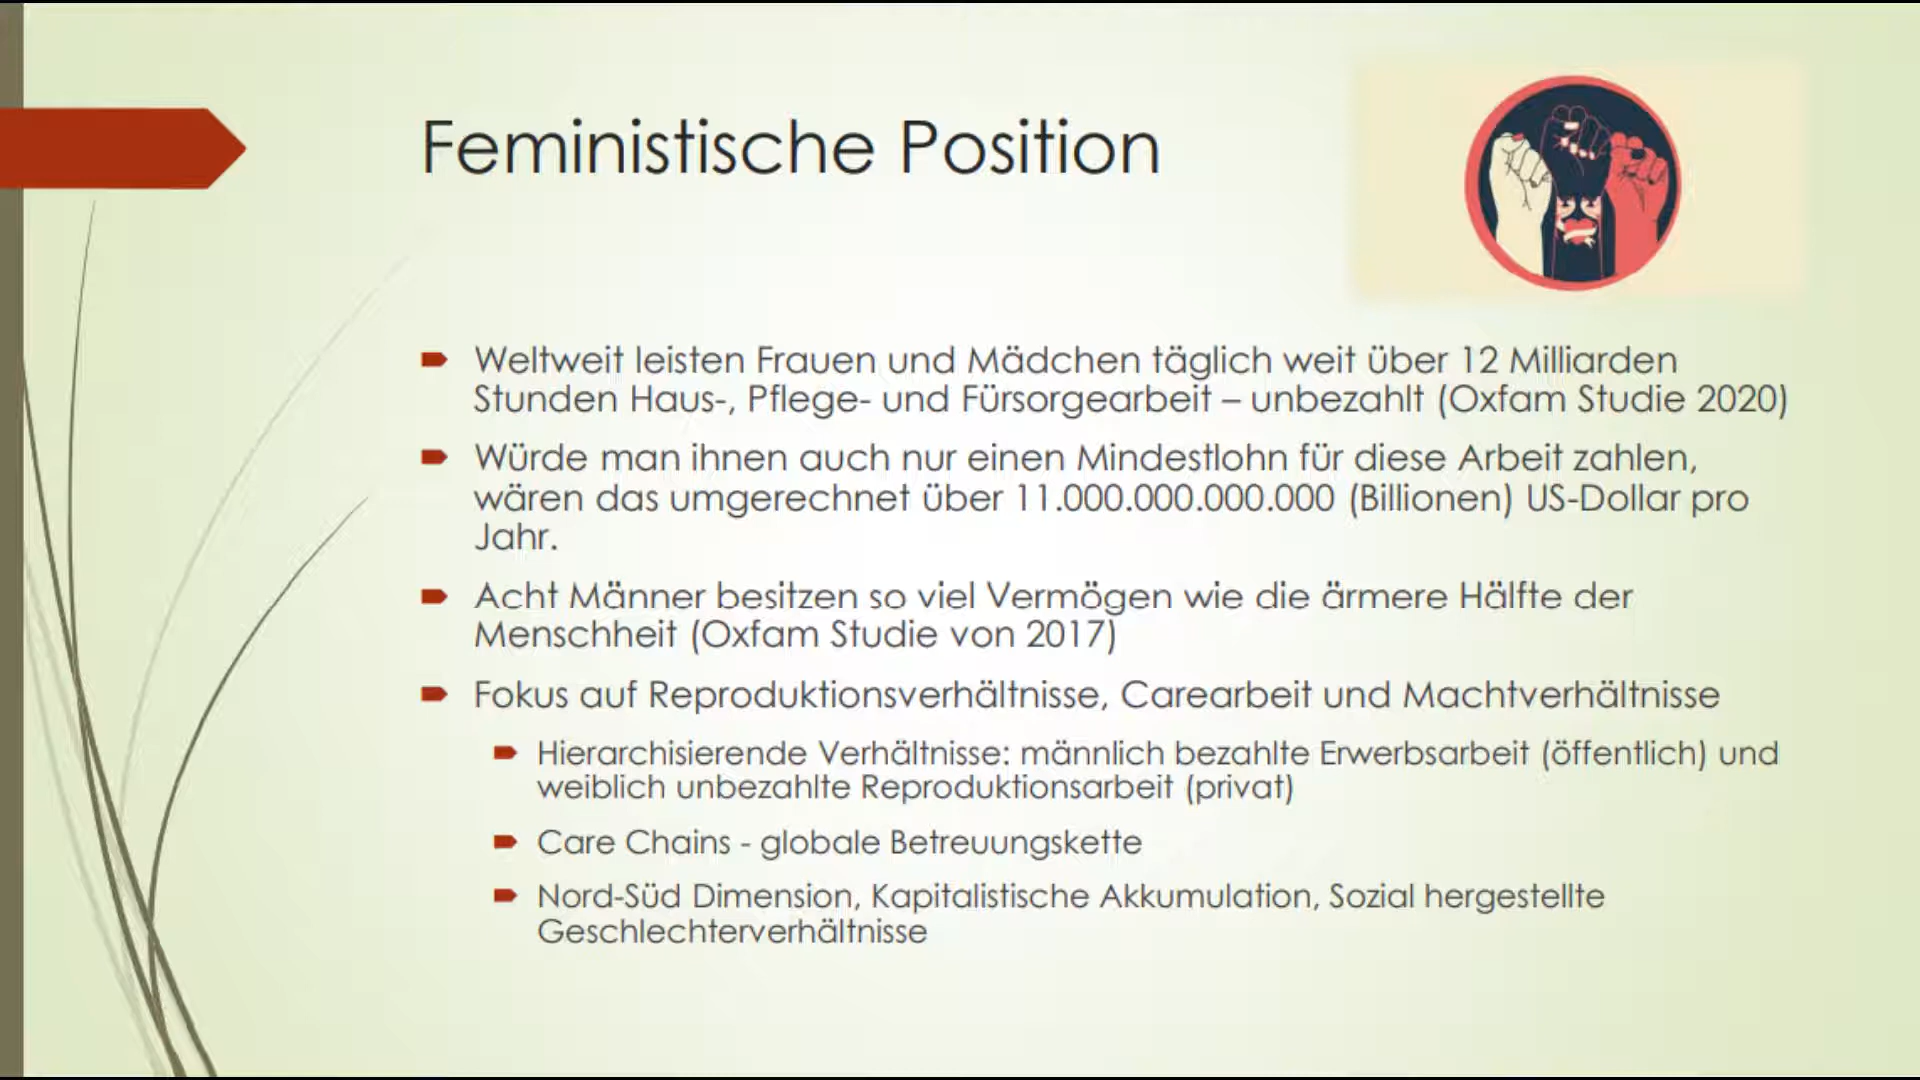 Feministische Position
Weltweit leisten Frauen und Mädchen täglich weit über 12 Milliarden
Stunden Haus-, Pflege- und Fürsorgearbeit – unbezahlt (Oxfam Studie 2020)
Würde man ihnen auch nur einen Mindestlohn für diese Arbeit zahlen,
wären das umgerechnet über 11.000.000.000.000 (Billionen) US-Dollar pro
Jahr.
Acht Männer besitzen so viel Vermögen wie die ärmere Hälfte der
Menschheit (Oxfam Studie von 2017)
Fokus auf Reproduktionsverhältnisse, Carearbeit und Machtverhältnisse
Hierarchisierende Verhältnisse: männlich bezahlte Erwerbsarbeit (öffentlich) und
weiblich unbezahlte Reproduktionsarbeit (privat)
Care Chains - globale Betreuungskette
Nord-Süd Dimension, Kapitalistische Akkumulation, Sozial hergestellte
Geschlechterverhältnisse